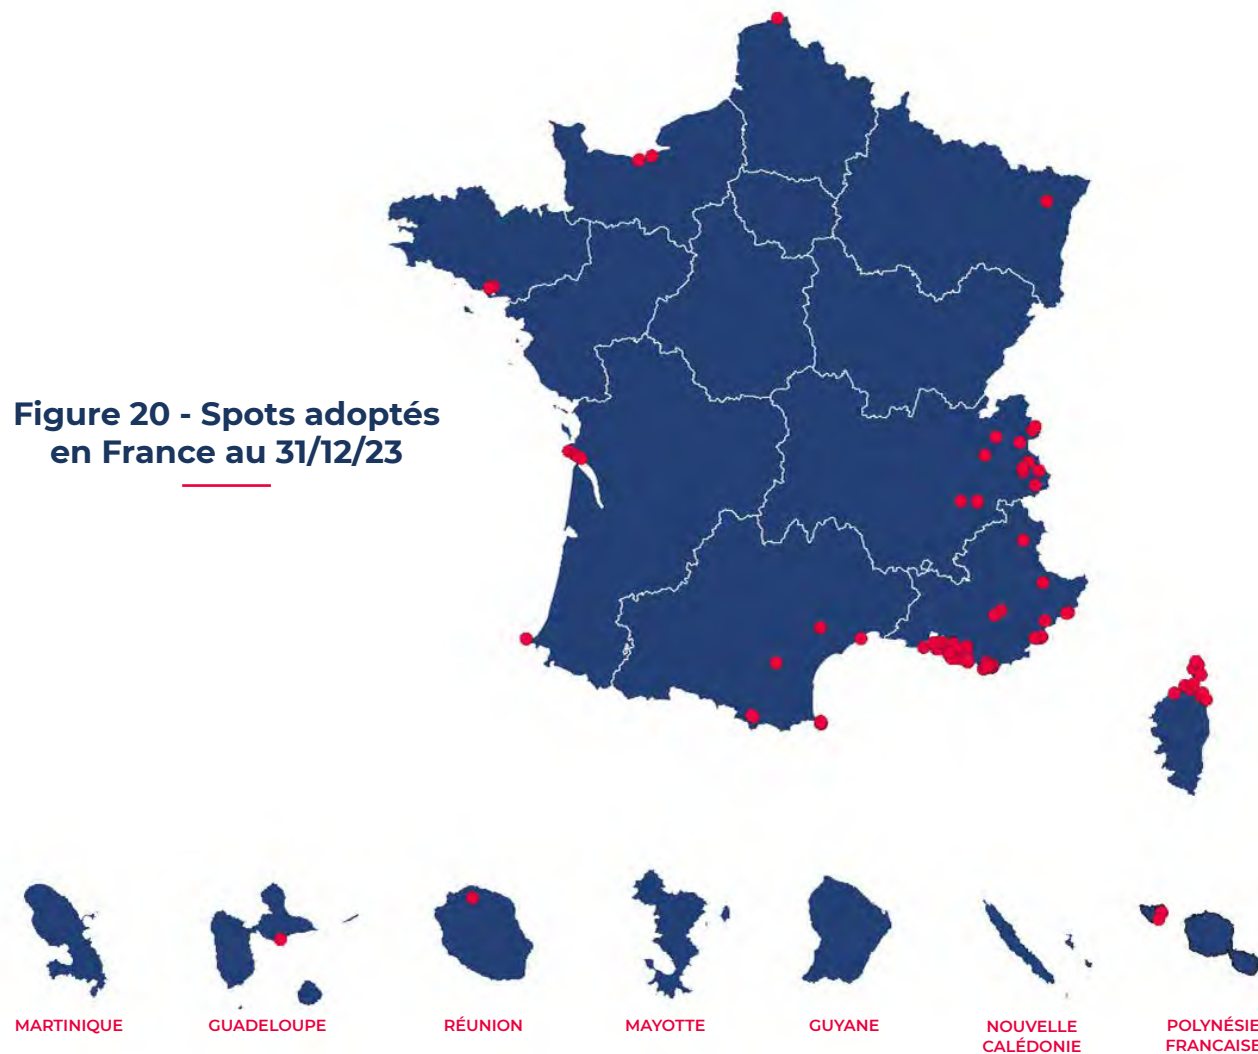 Figure 20 - Spots adoptés
en France au 31/12/23
MARTINIQUE
GUADELOUPE
RÉUNION
MAYOTTE
GUYANE
NOUVELLE
CALÉDONIE
POLYNÉSIE
FRANCAISE